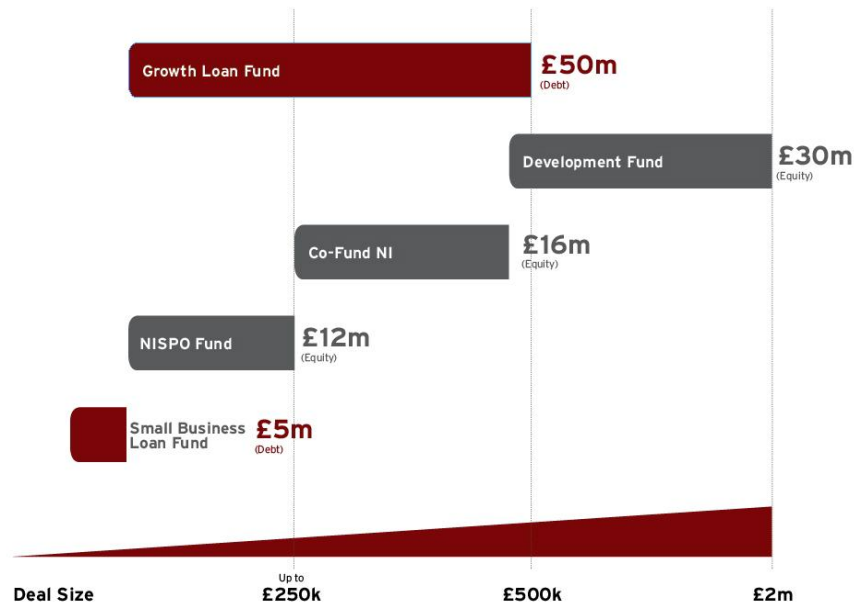 Growth Loan Fund
£50m
(Debt)
Development Fund
£30m
(Equity)
Co-Fund NI
£16m
(Equity)
NISPO Fund
£12m
(Equity)
Small Business
Loan Fund
£5m
(Debt)
Deal Size
Up to
£250k
£500k
£2m